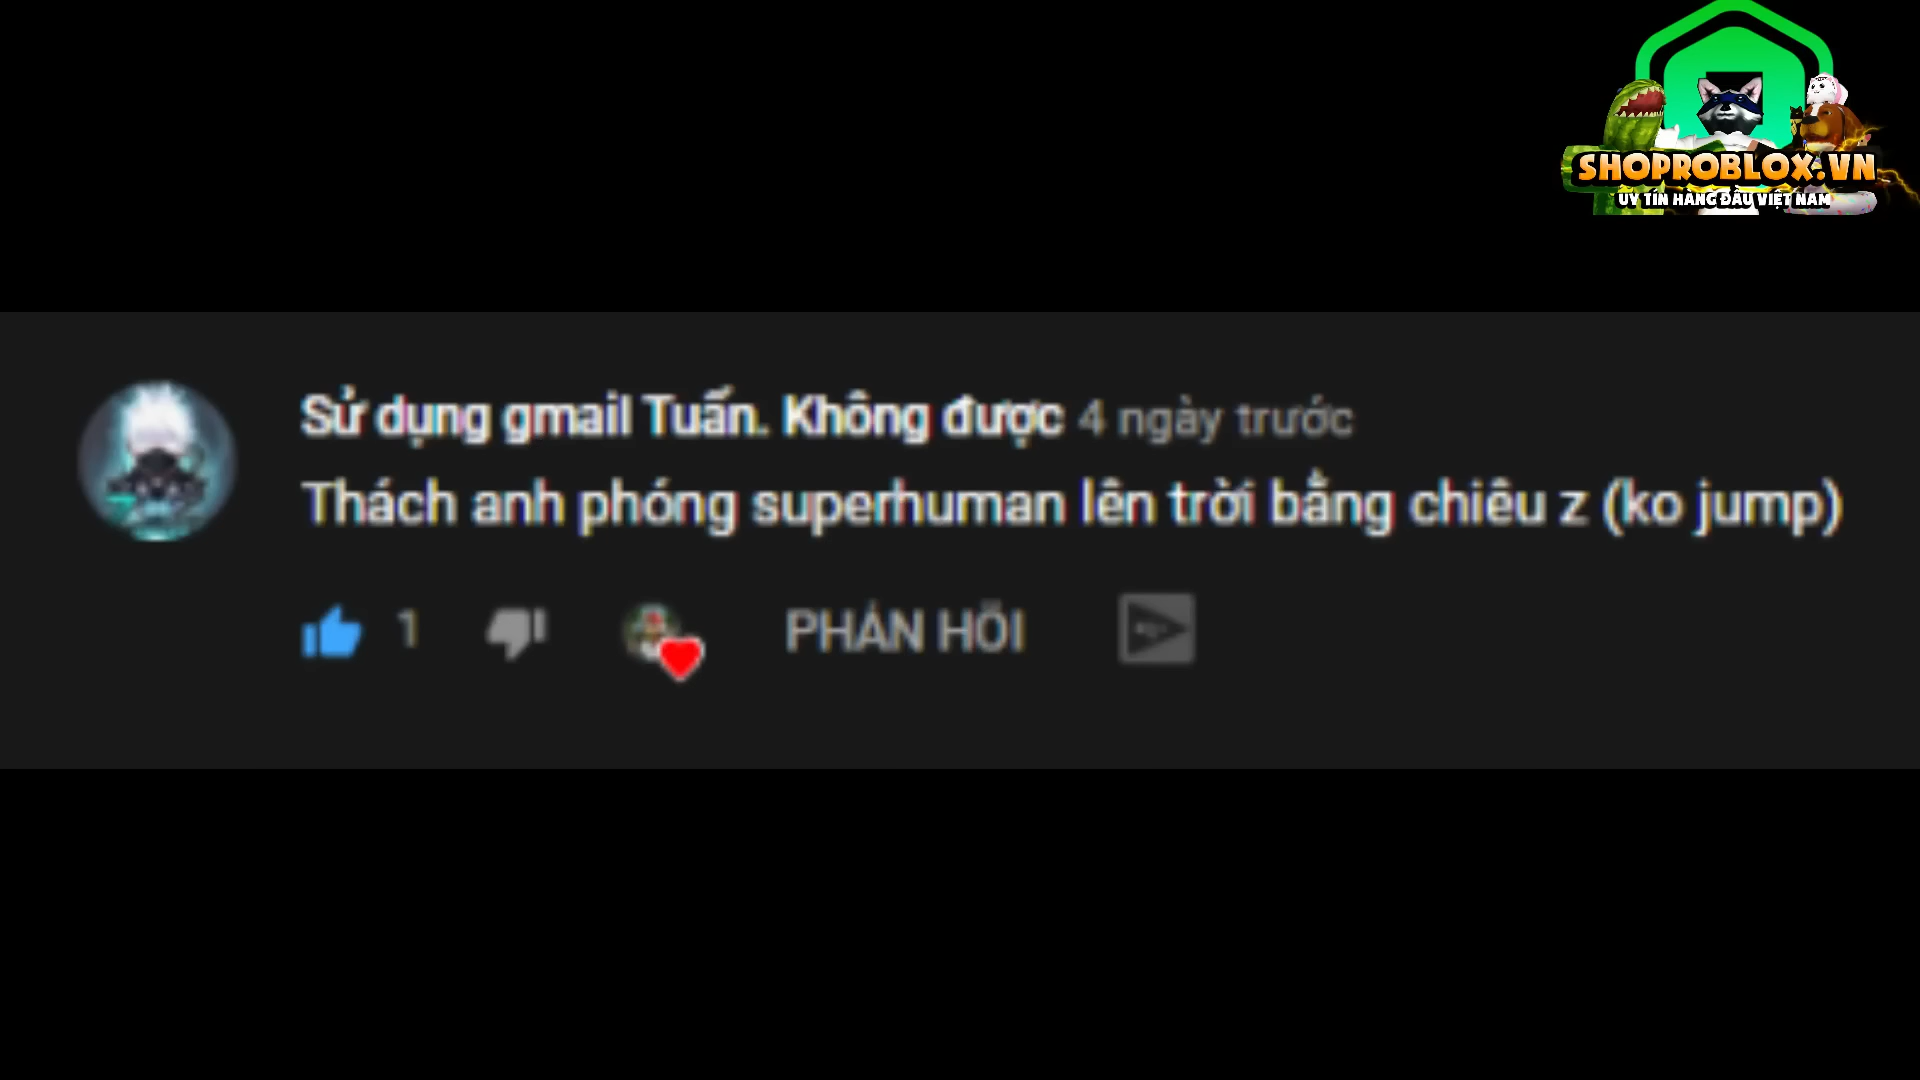 SHOPROBLOX.VN
UY TÍN HÀNG ĐẦU VIỆT NAM
Sử dụng gmail Tuấn. Không được 4 ngày trước
Thách anh phóng superhuman lên trời bằng chiêu z (ko jump)
1 PHẢN HỒI